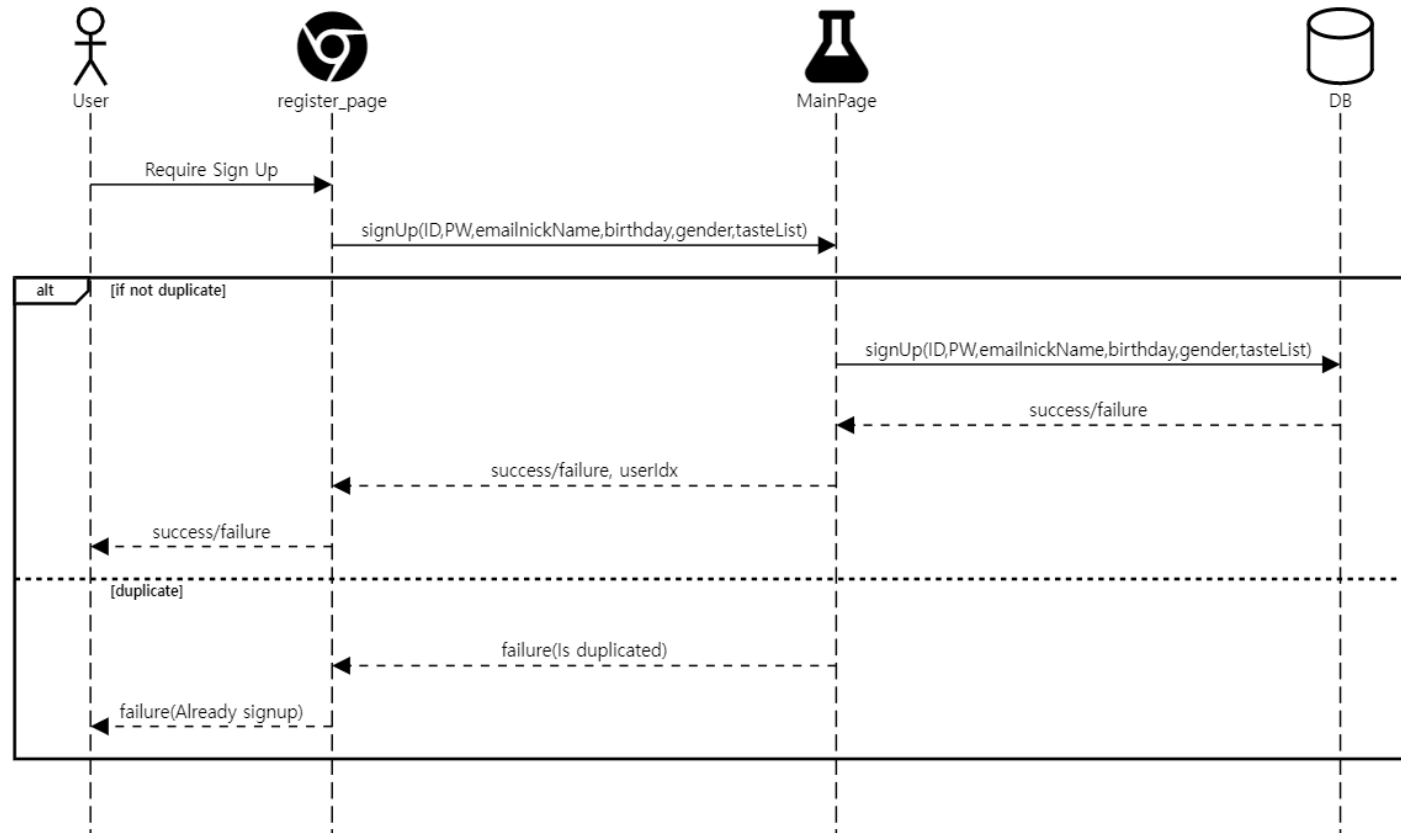 User
register_page
MainPage
DB
Require Sign Up
signUp(ID,PW,emailnickName,birthday,gender,tasteList)
alt
[if not duplicate]
signUp(ID,PW,emailnickName,birthday,gender,tasteList)
success/failure
success/failure, userIdx
success/failure
[duplicate]
failure(Is duplicated)
failure(Already signup)